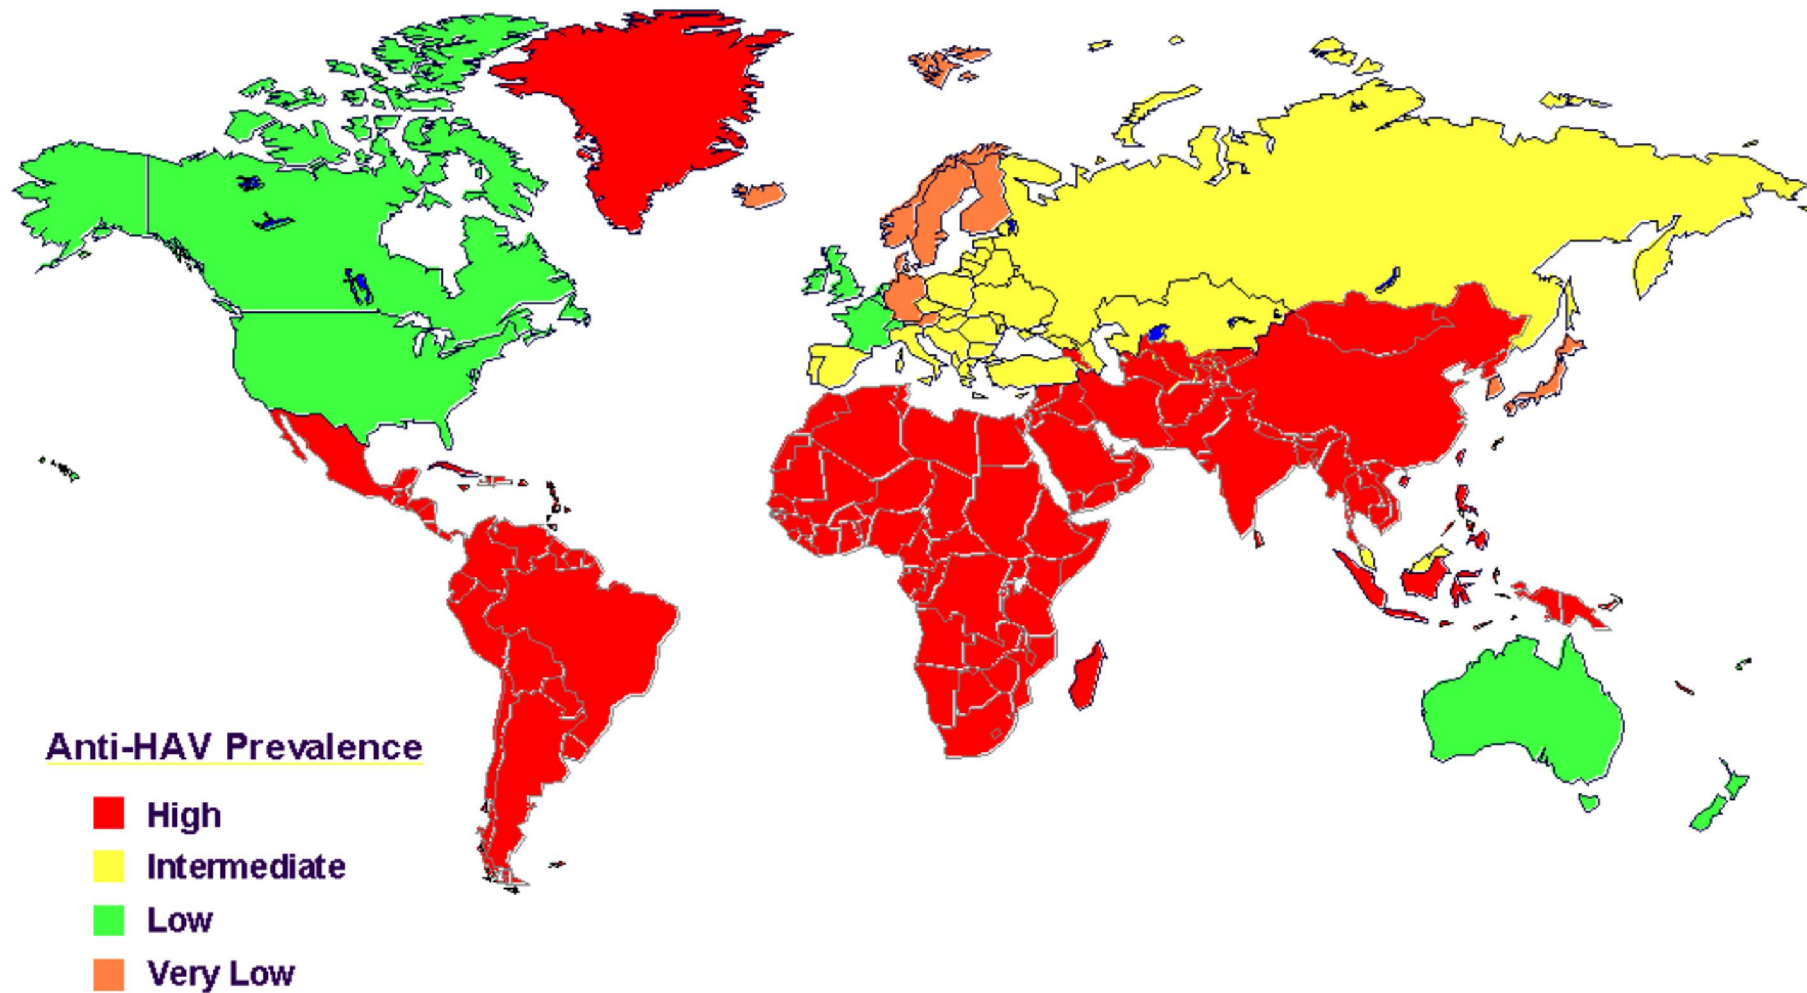 Anti-HAV Prevalence
High
Intermediate
Low
Very Low